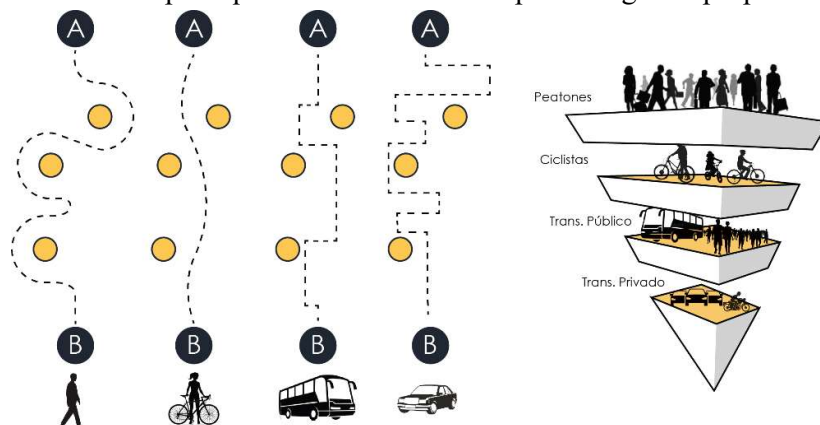 A A A A
Peatones
Ciclistas
Trans. Público
Trans. Privado
B B B B